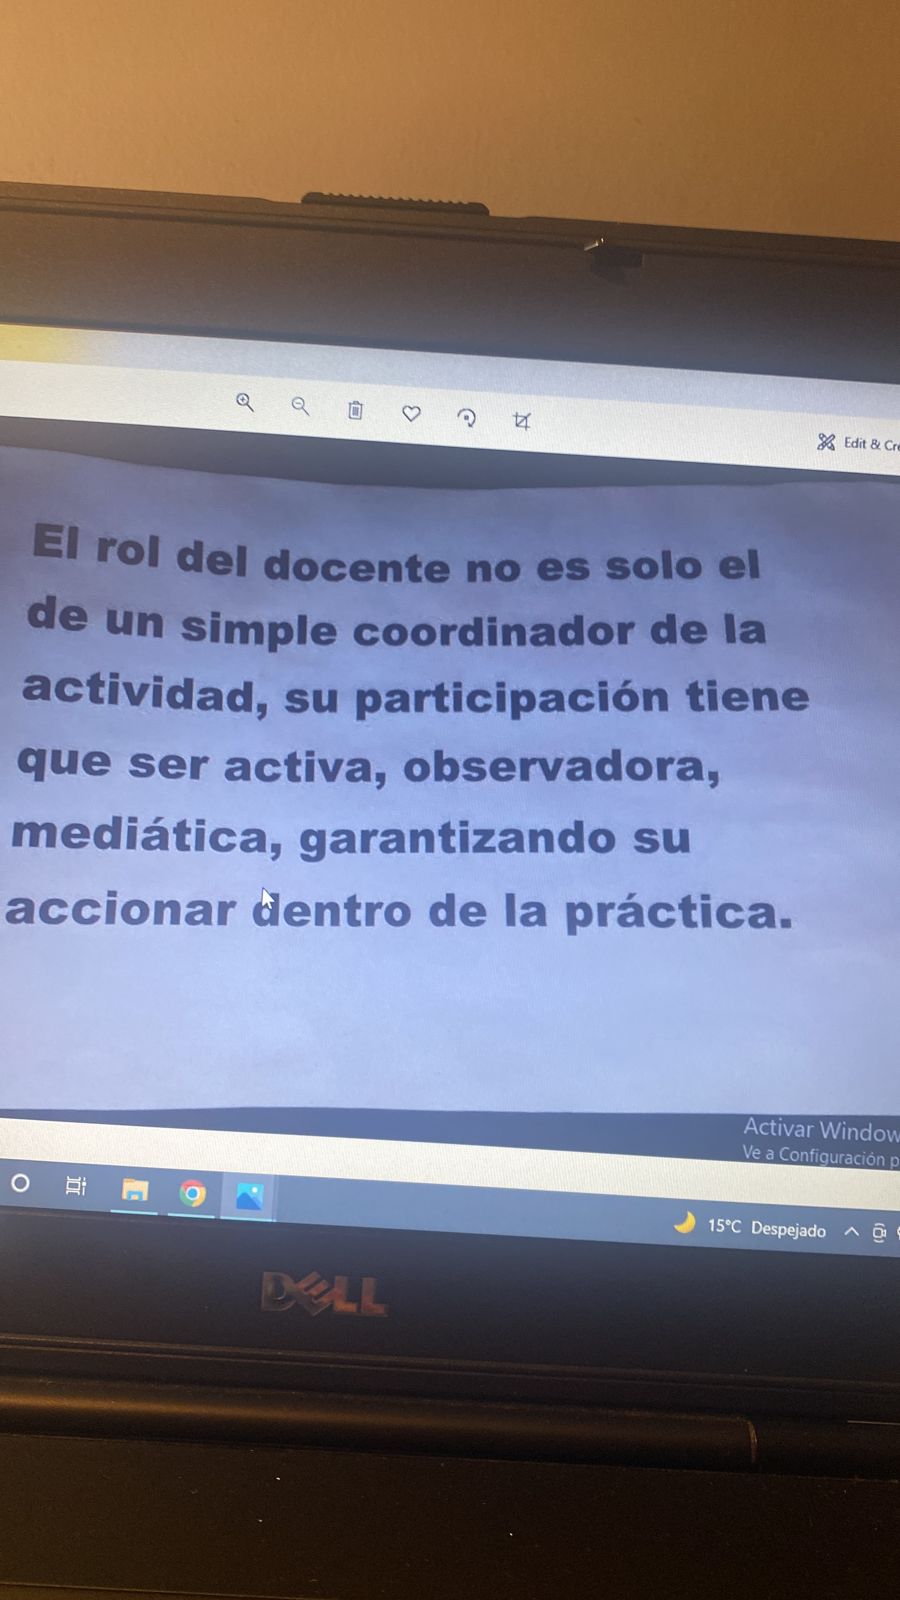 Edit & Cre
El rol del docente no es solo el
de un simple coordinador de la
actividad, su participación tiene
que ser activa, observadora,
mediática, garantizando su
accionar dentro de la práctica.
Activar Window
Ve a Configuración p
15°C Despejado
DELL